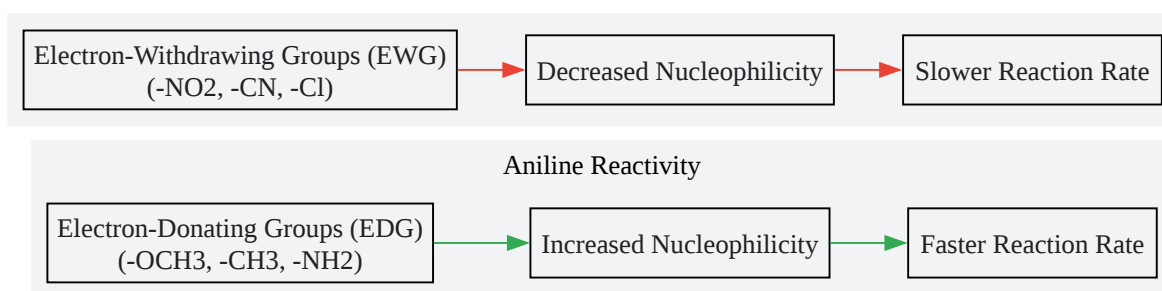 Electron-Withdrawing Groups (EWG)
(-NO2, -CN, -Cl)
Decreased Nucleophilicity
Slower Reaction Rate
Aniline Reactivity
Electron-Donating Groups (EDG)
(-OCH3, -CH3, -NH2)
Increased Nucleophilicity
Faster Reaction Rate